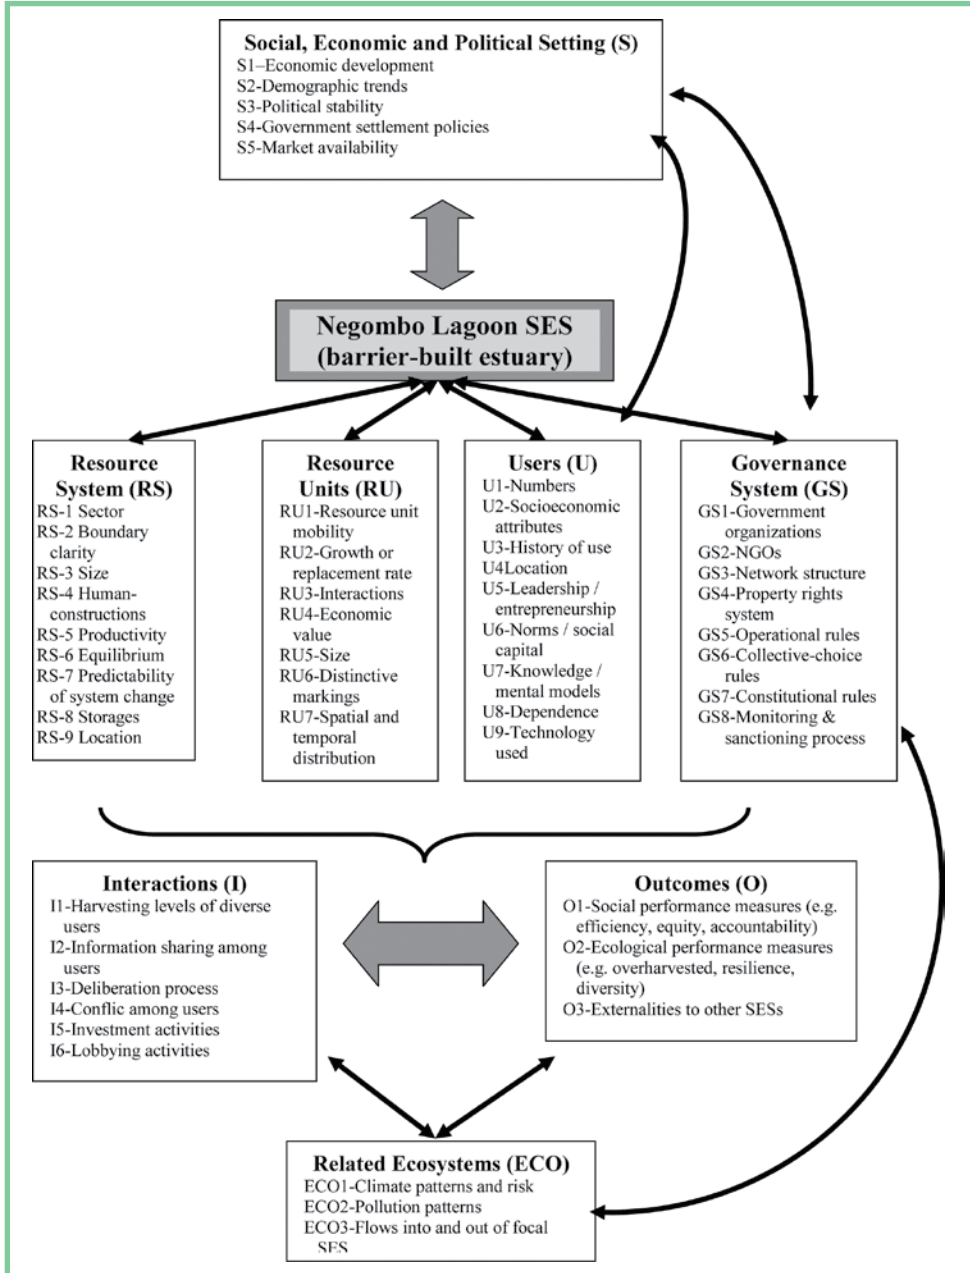 Social, Economic and Political Setting (S)
S1–Economic development
S2-Demographic trends
S3-Political stability
S4-Government settlement policies
S5-Market availability
Negombo Lagoon SES
(barrier-built estuary)
Resource
System (RS)
RS-1 Sector
RS-2 Boundary
clarity
RS-3 Size
RS-4 Human-
constructions
RS-5 Productivity
RS-6 Equilibrium
RS-7 Predictability
of system change
RS-8 Storages
RS-9 Location
Resource
Units (RU)
RU1-Resource unit
mobility
RU2-Growth or
replacement rate
RU3-Interactions
RU4-Economic
value
RU5-Size
RU6-Distinctive
markings
RU7-Spatial and
temporal
distribution
Users (U)
U1-Numbers
U2-Socioeconomic
attributes
U3-History of use
U4Location
U5-Leadership /
entrepreneurship
U6-Norms / social
capital
U7-Knowledge /
mental models
U8-Dependence
U9-Technology
used
Governance
System (GS)
GS1-Government
organizations
GS2-NGOs
GS3-Network structure
GS4-Property rights
system
GS5-Operational rules
GS6-Collective-choice
rules
GS7-Constitutional rules
GS8-Monitoring &
sanctioning process
Interactions (I)
I1-Harvesting levels of diverse
users
I2-Information sharing among
users
I3-Deliberation process
I4-Conflic among users
I5-Investment activities
I6-Lobbying activities
Outcomes (O)
O1-Social performance measures (e.g.
efficiency, equity, accountability)
O2-Ecological performance measures
(e.g. overharvested, resilience,
diversity)
O3-Externalities to other SESs
Related Ecosystems (ECO)
ECO1-Climate patterns and risk
ECO2-Pollution patterns
ECO3-Flows into and out of focal
SES